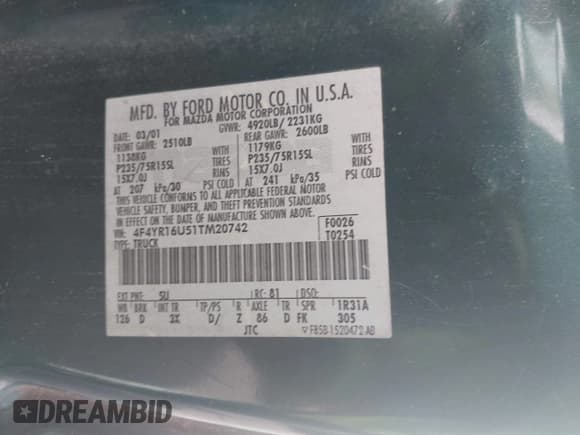 MFD. BY FORD MOTOR CO. IN U.S.A.
FOR MAZDA MOTOR CORPORATION
DATE: 03/01 GVWR: 4920LB/ 2231KG
FRONT GAWR: 2510LB REAR GAWR: 2600LB
1138KG 1179KG
P235/75R15SL TIRES P235/75R15SL TIRES
15X7.0J RIMS 15X7.0J RIMS
AT 207 kPa/30 PSI COLD AT 241 kPa/35 PSI COLD
THIS VEHICLE CONFORMS TO ALL APPLICABLE FEDERAL MOTOR
VEHICLE SAFETY, BUMPER, AND THEFT PREVENTION STANDARDS
IN EFFECT ON THE DATE OF MANUFACTURE SHOWN ABOVE.
VIN: 4F4YR16U51TM20742 F0026
TYPE: TRUCK T0254
EXT PNT: SU RC: 81 DSO:
WB BRK INT TR TP/PS R AXLE TR SPR 1R31A
126 D 2X D/ Z 86 D FK 305
JTC F85B-1520472-AB
DREAMBID